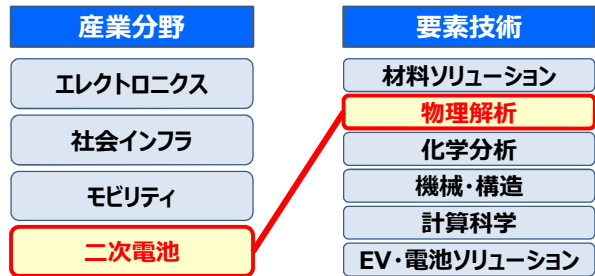 産業分野
エレクトロニクス
社会インフラ
モビリティ
二次電池
要素技術
材料ソリューション
物理解析
化学分析
機械・構造
計算科学
EV・電池ソリューション